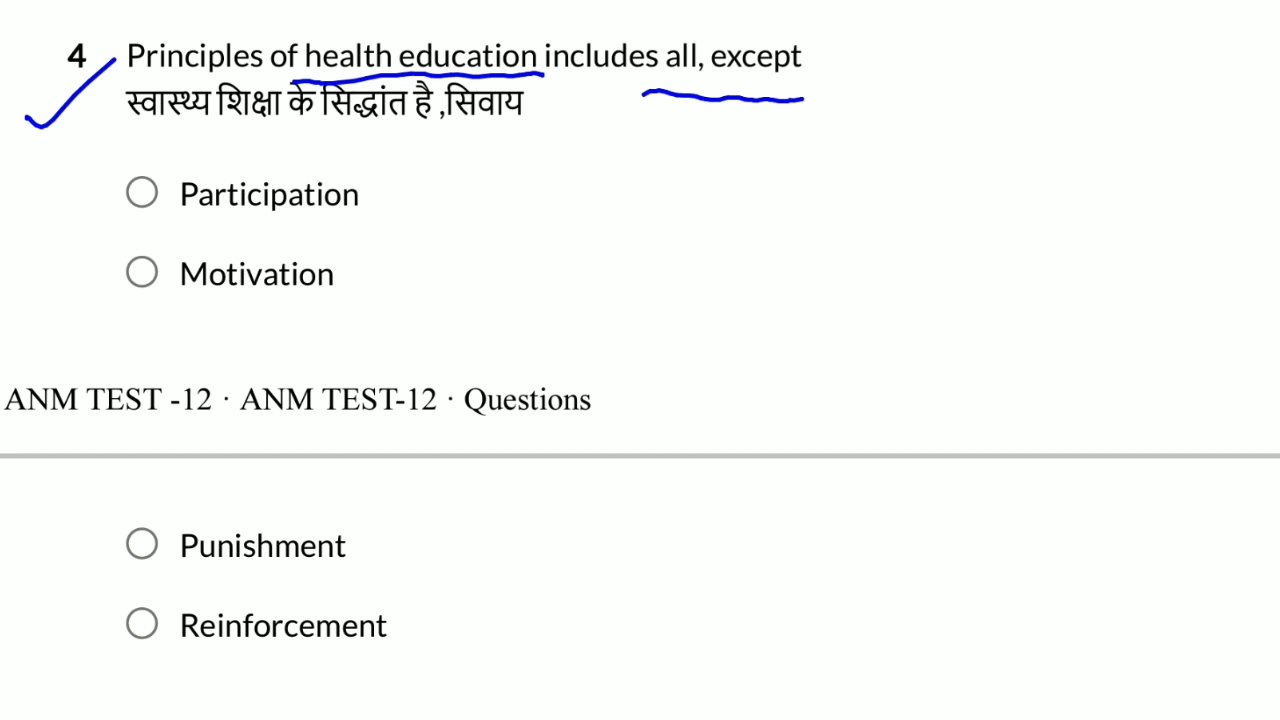 4 Principles of health education includes all, except
स्वास्थ्य शिक्षा के सिद्धांत है ,सिवाय
Participation
Motivation
ANM TEST -12 · ANM TEST-12 · Questions
Punishment
Reinforcement